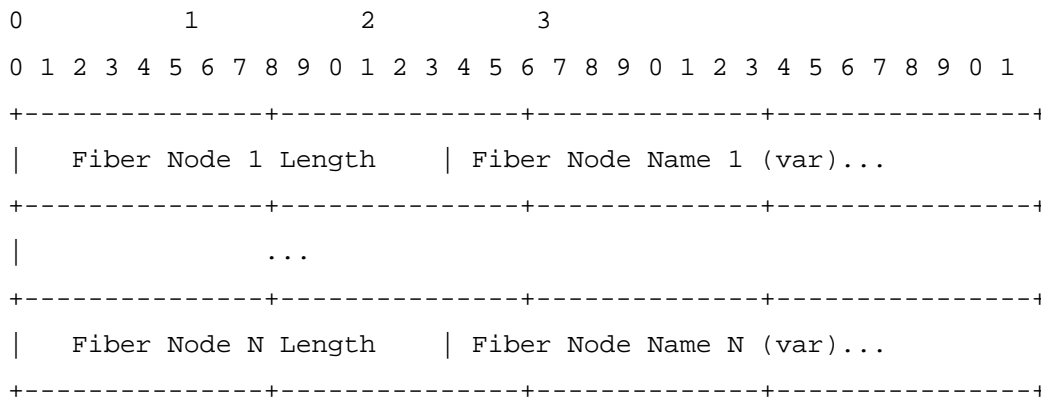 0 1 2 3
0 1 2 3 4 5 6 7 8 9 0 1 2 3 4 5 6 7 8 9 0 1 2 3 4 5 6 7 8 9 0 1
+---------------+---------------+--------------+----------------+
| Fiber Node 1 Length | Fiber Node Name 1 (var)...
+---------------+---------------+--------------+----------------+
| ...
+---------------+---------------+--------------+----------------+
| Fiber Node N Length | Fiber Node Name N (var)...
+---------------+---------------+--------------+----------------+